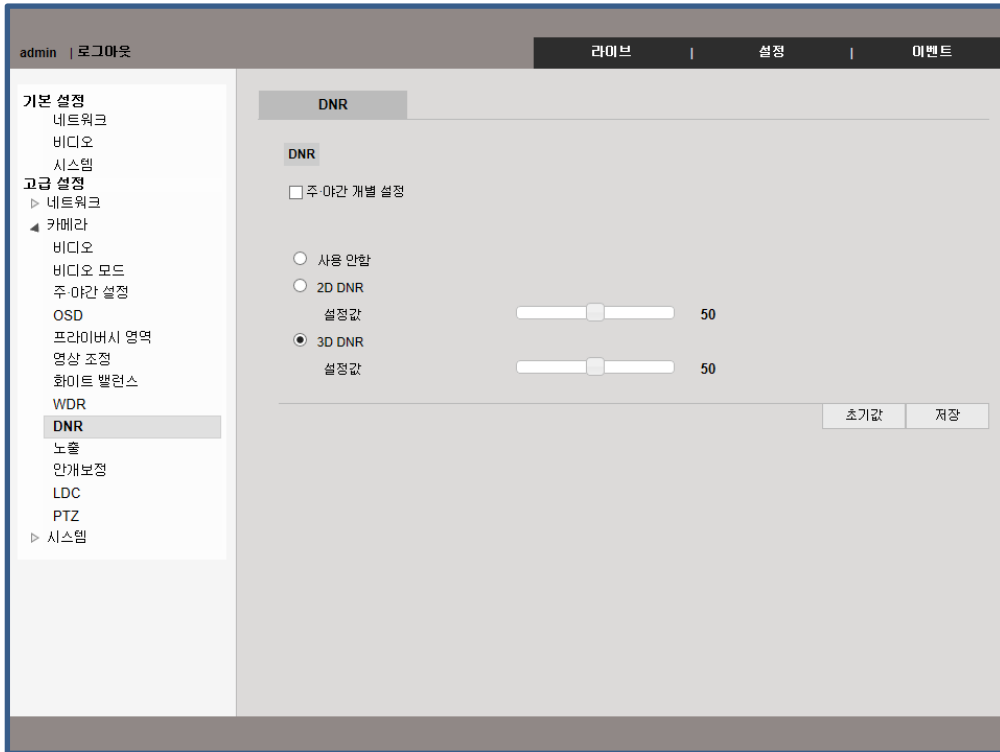 admin | 로그아웃
라이브 | 설정 | 이벤트
기본 설정
네트워크
비디오
시스템
고급 설정
네트워크
카메라
비디오
비디오 모드
주·야간 설정
OSD
프라이버시 영역
영상 조정
화이트 밸런스
WDR
DNR
노출
안개보정
LDC
PTZ
시스템
DNR
DNR
주·야간 개별 설정
사용 안함
2D DNR
설정값 50
3D DNR
설정값 50
초기값 저장